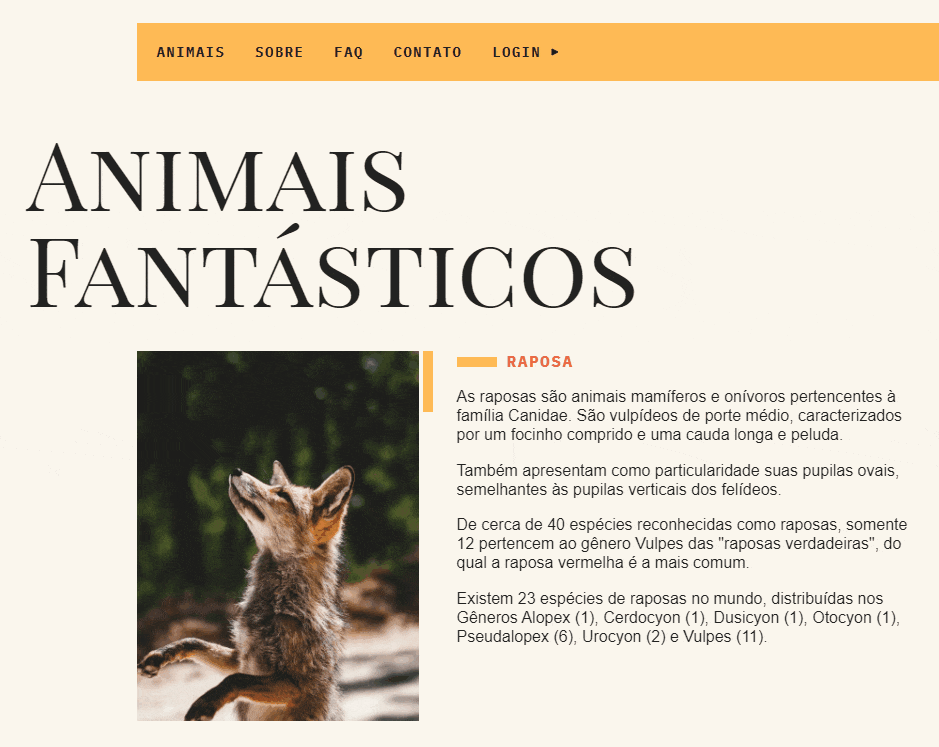 ANIMAIS SOBRE FAQ CONTATO LOGIN ▸
ANIMAIS
FANTÁSTICOS
RAPOSA
As raposas são animais mamíferos e onívoros pertencentes à
família Canidae. São vulpídeos de porte médio, caracterizados
por um focinho comprido e uma cauda longa e peluda.
Também apresentam como particularidade suas pupilas ovais,
semelhantes às pupilas verticais dos felídeos.
De cerca de 40 espécies reconhecidas como raposas, somente
12 pertencem ao gênero Vulpes das "raposas verdadeiras", do
qual a raposa vermelha é a mais comum.
Existem 23 espécies de raposas no mundo, distribuídas nos
Gêneros Alopex (1), Cerdocyon (1), Dusicyon (1), Otocyon (1),
Pseudalopex (6), Urocyon (2) e Vulpes (11).